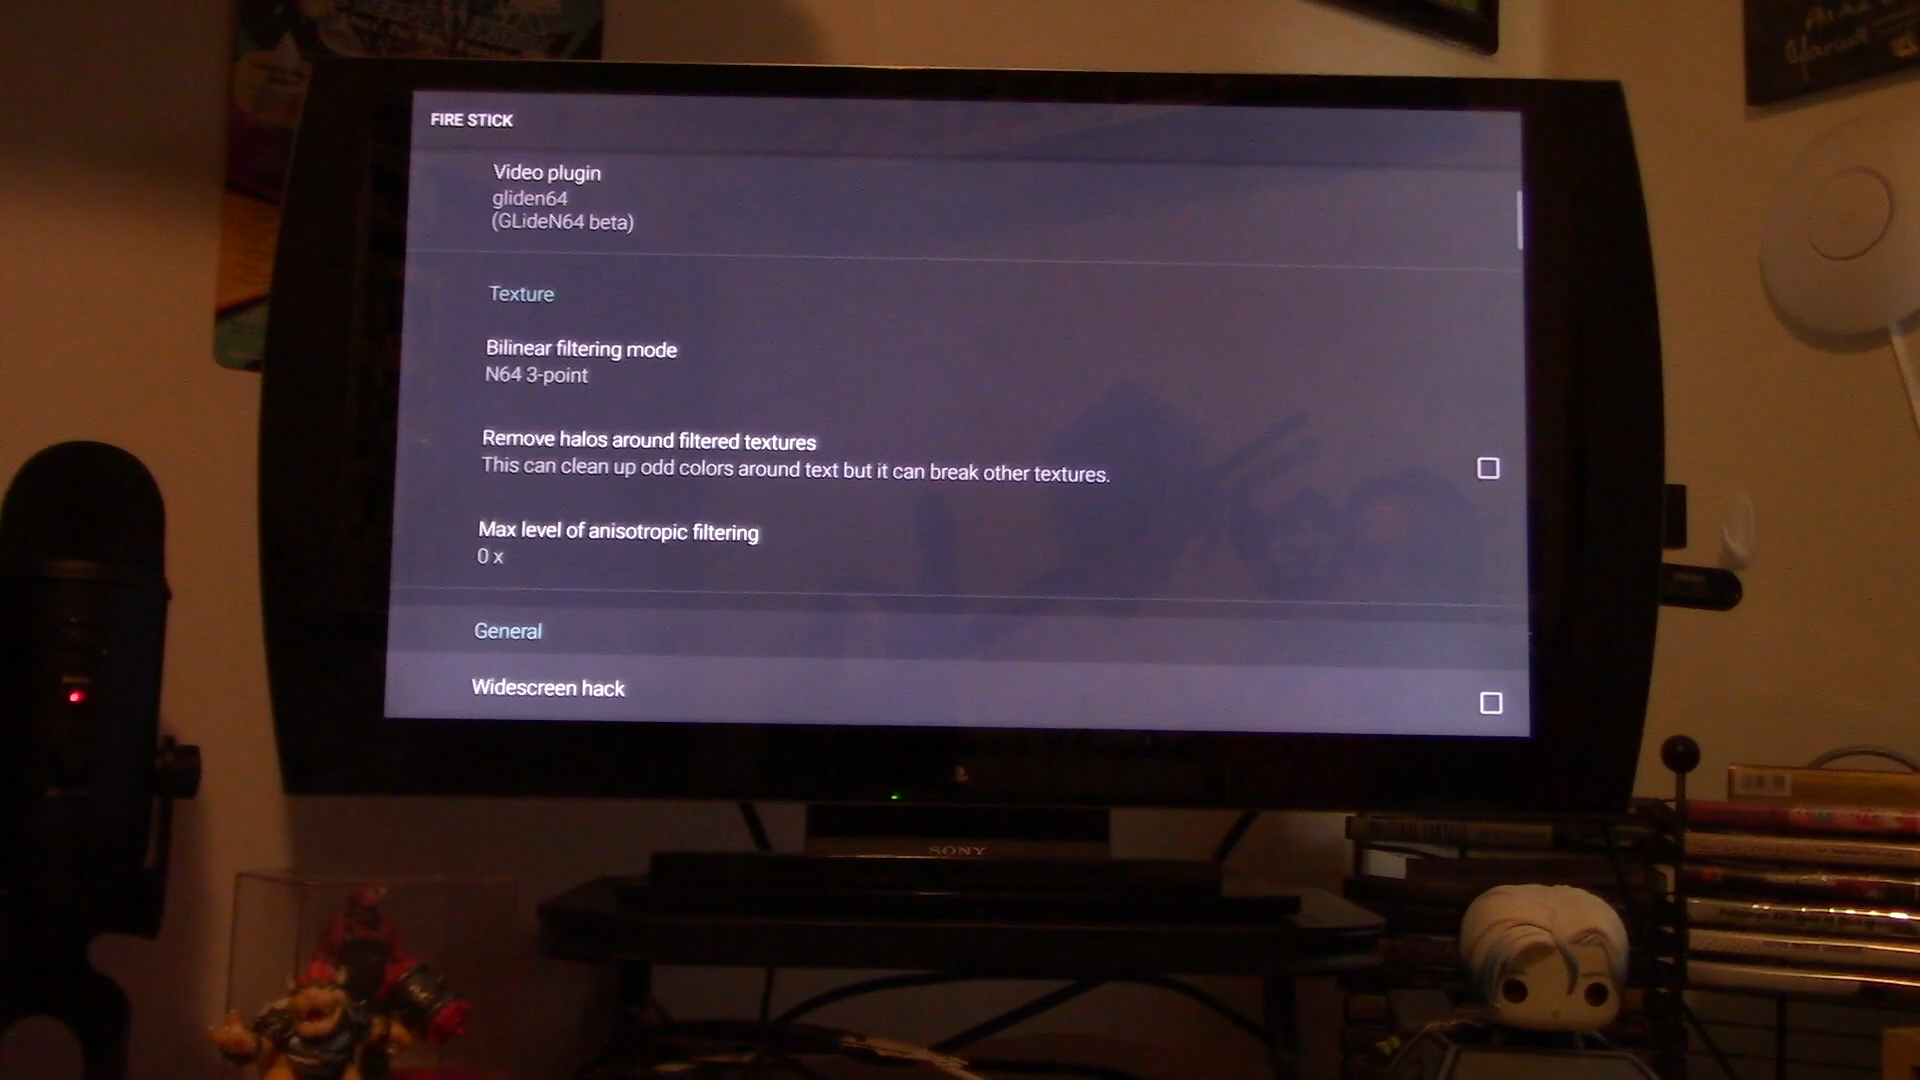 FIRE STICK
Video plugin
gliden64
(GLideN64 beta)
Texture
Bilinear filtering mode
N64 3-point
Remove halos around filtered textures
This can clean up odd colors around text but it can break other textures.
Max level of anisotropic filtering
0 x
General
Widescreen hack
SONY